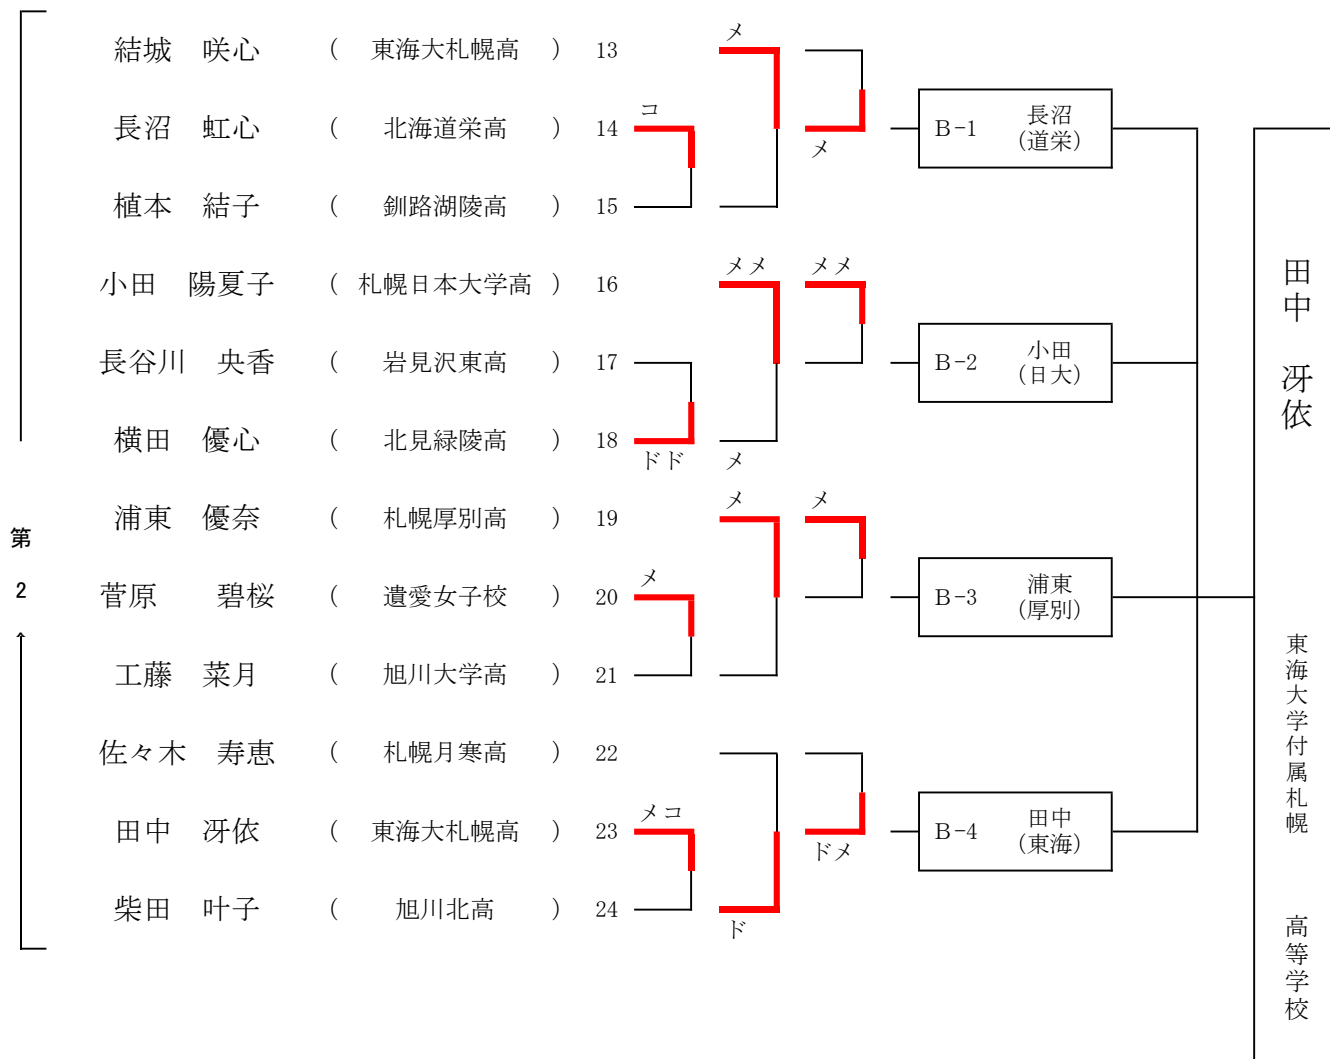 メ
結城 咲心 ( 東海大札幌高 ) 13
コ
長沼 虹心 ( 北海道栄高 ) 14
メ
B-1 長沼
(道栄)
植本 結子 ( 釧路湖陵高 ) 15
メメ メメ
小田 陽夏子 ( 札幌日本大学高 ) 16
長谷川 央香 ( 岩見沢東高 ) 17
B-2 小田
(日大)
横田 優心 ( 北見緑陵高 ) 18
ドド メ
メ メ
浦東 優奈 ( 札幌厚別高 ) 19
メ
菅原 碧桜 ( 遺愛女子校 ) 20
B-3 浦東
(厚別)
工藤 菜月 ( 旭川大学高 ) 21
佐々木 寿恵 ( 札幌月寒高 ) 22
メコ
田中 冴依 ( 東海大札幌高 ) 23
ドメ
B-4 田中
(東海)
柴田 叶子 ( 旭川北高 ) 24
ド
第
2
田中 冴依
東海大学付属札幌 高等学校